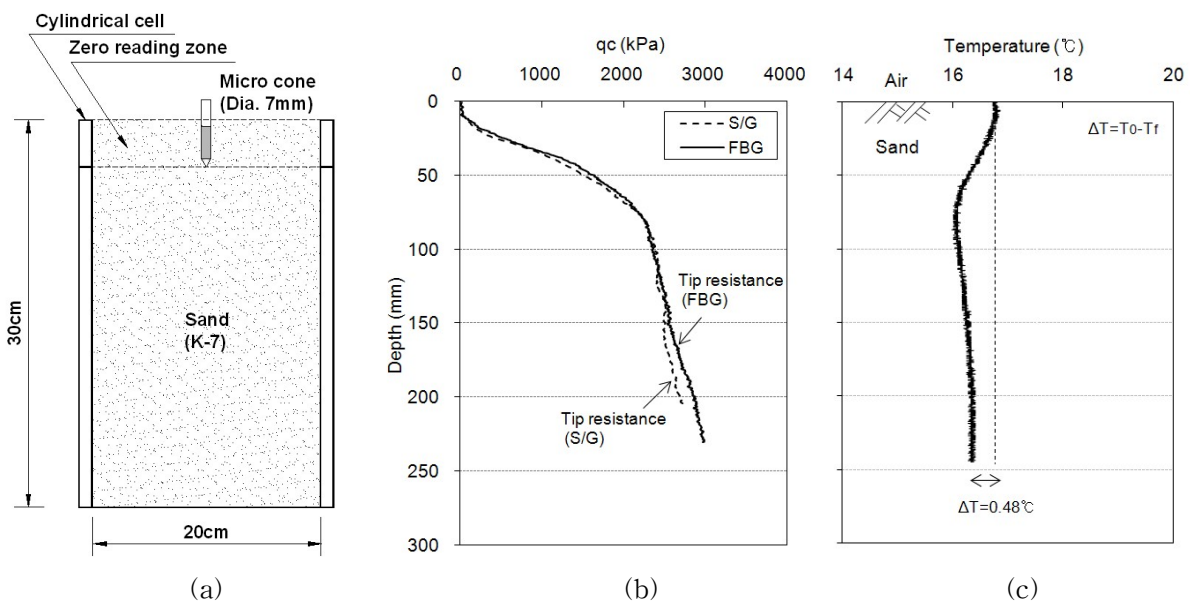 Cylindrical cell
Zero reading zone
Micro cone
(Dia. 7mm)
30cm
Sand
(K-7)
20cm
(a)
qc (kPa)
0 1000 2000 3000 4000
0
50
100
150
200
250
300
Depth (mm)
S/G
FBG
Tip resistance
(FBG)
Tip resistance
(S/G)
(b)
Temperature (℃)
14 16 18 20
Air
Sand
ΔT=T0-Tf
ΔT=0.48℃
(c)